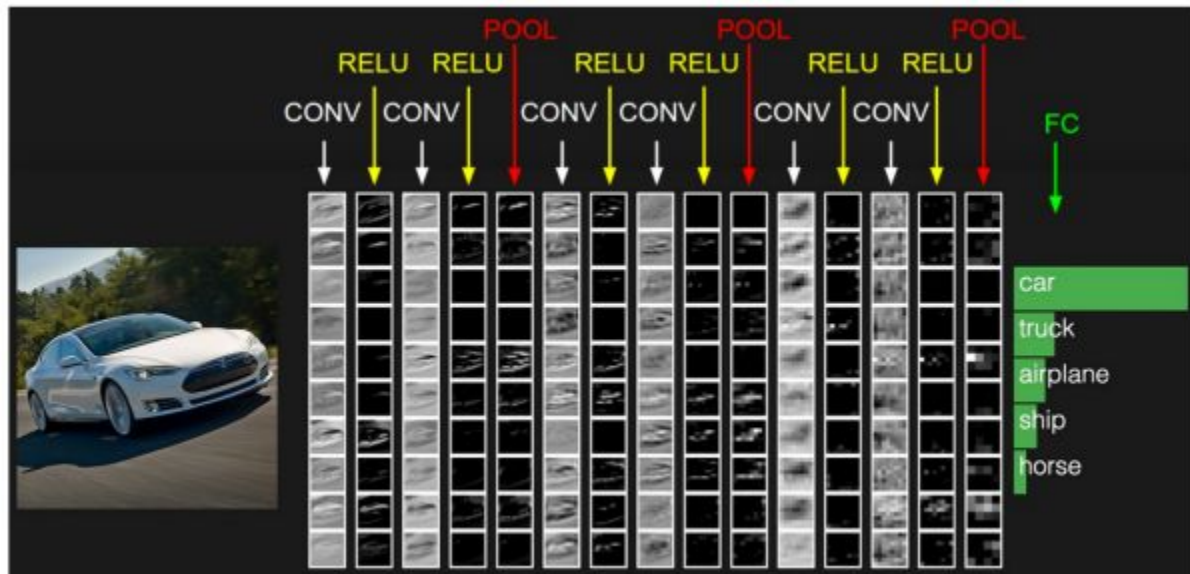 POOL POOL POOL
RELU RELU RELU RELU RELU RELU
CONV CONV CONV CONV CONV CONV
FC
car
truck
airplane
ship
horse